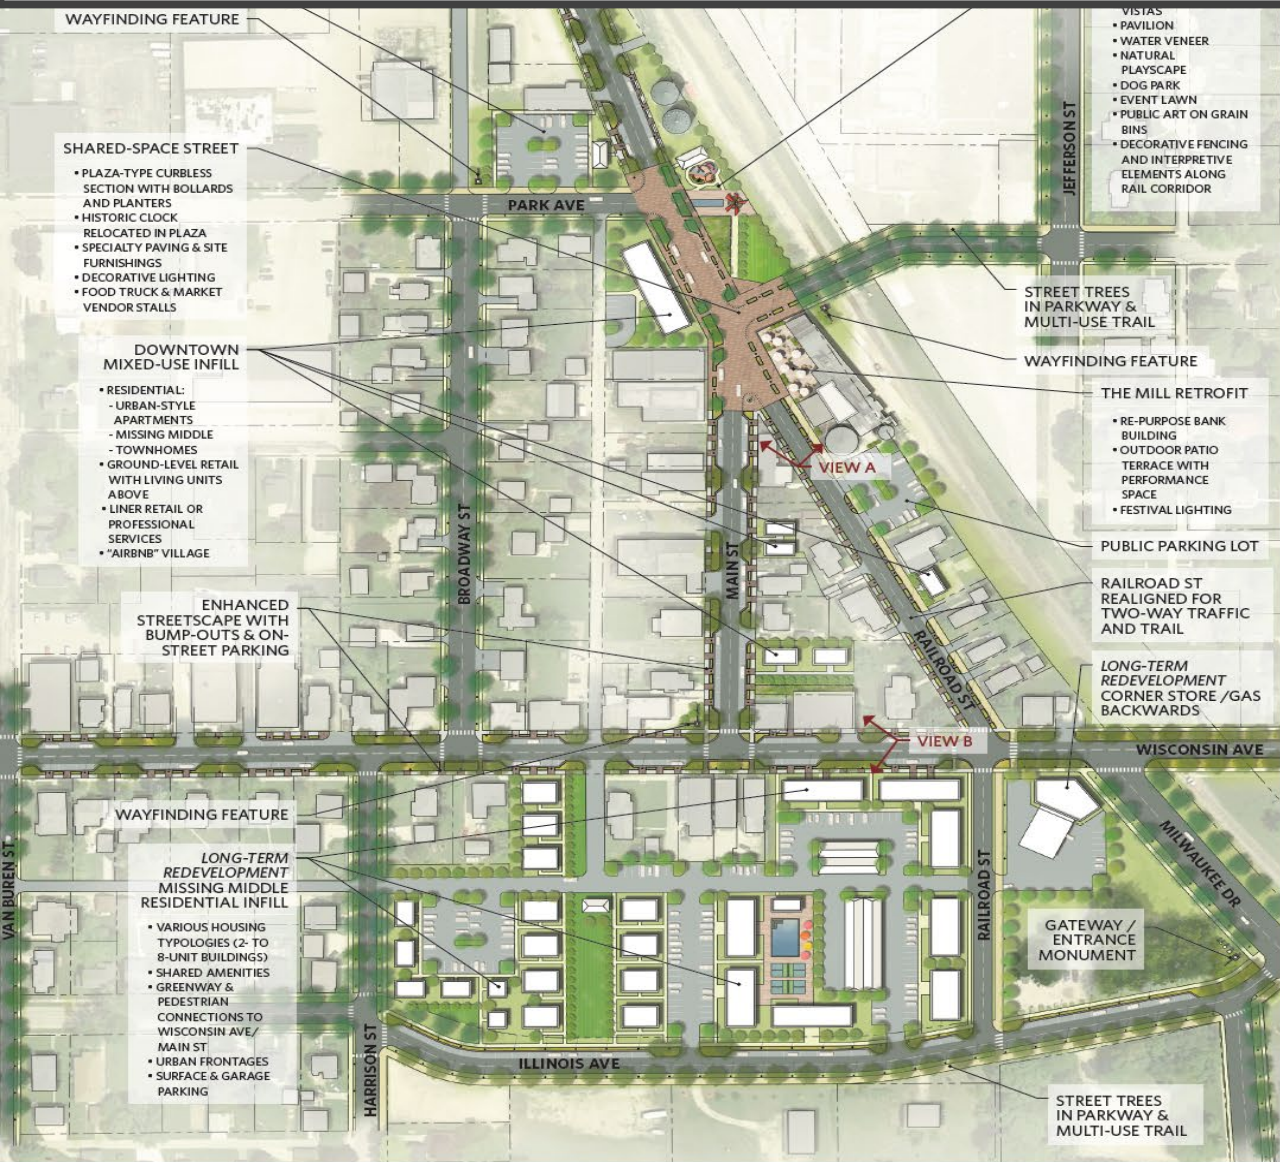 WAYFINDING FEATURE
VISTAS
• PAVILION
• WATER VENEER
• NATURAL
PLAYSCAPE
• DOG PARK
• EVENT LAWN
• PUBLIC ART ON GRAIN
BINS
• DECORATIVE FENCING
AND INTERPRETIVE
ELEMENTS ALONG
RAIL CORRIDOR
JEFFERSON ST
SHARED-SPACE STREET
• PLAZA-TYPE CURBLESS
SECTION WITH BOLLARDS
AND PLANTERS
• HISTORIC CLOCK
RELOCATED IN PLAZA
• SPECIALTY PAVING & SITE
FURNISHINGS
• DECORATIVE LIGHTING
• FOOD TRUCK & MARKET
VENDOR STALLS
PARK AVE
STREET TREES
IN PARKWAY &
MULTI-USE TRAIL
WAYFINDING FEATURE
DOWNTOWN
MIXED-USE INFILL
• RESIDENTIAL:
- URBAN-STYLE
APARTMENTS
- MISSING MIDDLE
- TOWNHOMES
• GROUND-LEVEL RETAIL
WITH LIVING UNITS
ABOVE
• LINER RETAIL OR
PROFESSIONAL
SERVICES
• "AIRBNB" VILLAGE
THE MILL RETROFIT
• RE-PURPOSE BANK
BUILDING
• OUTDOOR PATIO
TERRACE WITH
PERFORMANCE
SPACE
• FESTIVAL LIGHTING
VIEW A
BROADWAY ST
MAIN ST
PUBLIC PARKING LOT
RAILROAD ST
REALIGNED FOR
TWO-WAY TRAFFIC
AND TRAIL
ENHANCED
STREETSCAPE WITH
BUMP-OUTS & ON-
STREET PARKING
RAILROAD ST
LONG-TERM
REDEVELOPMENT
CORNER STORE /GAS
BACKWARDS
VIEW B
WISCONSIN AVE
WAYFINDING FEATURE
VAN BUREN ST
MILWAUKEE DR
LONG-TERM
REDEVELOPMENT
MISSING MIDDLE
RESIDENTIAL INFILL
• VARIOUS HOUSING
TYPOLOGIES (2- TO
8-UNIT BUILDINGS)
• SHARED AMENITIES
• GREENWAY &
PEDESTRIAN
CONNECTIONS TO
WISCONSIN AVE/
MAIN ST
• URBAN FRONTAGES
• SURFACE & GARAGE
PARKING
RAILROAD ST
GATEWAY /
ENTRANCE
MONUMENT
HARRISON ST
ILLINOIS AVE
STREET TREES
IN PARKWAY &
MULTI-USE TRAIL